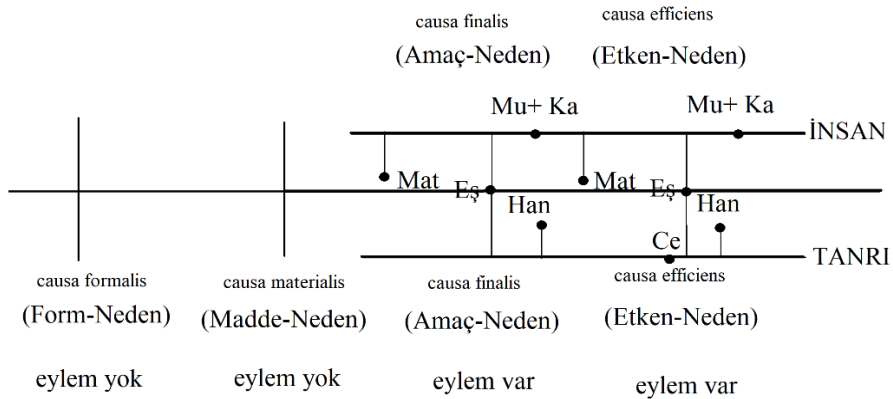 causa finalis
causa efficiens
(Amaç-Neden)
(Etken-Neden)
Mu+ Ka
Mu+ Ka
İNSAN
Mat
Eş
Mat
Eş
Han
Han
Ce
TANRI
causa formalis
causa materialis
causa finalis
causa efficiens
(Form-Neden)
(Madde-Neden)
(Amaç-Neden)
(Etken-Neden)
eylem yok
eylem yok
eylem var
eylem var